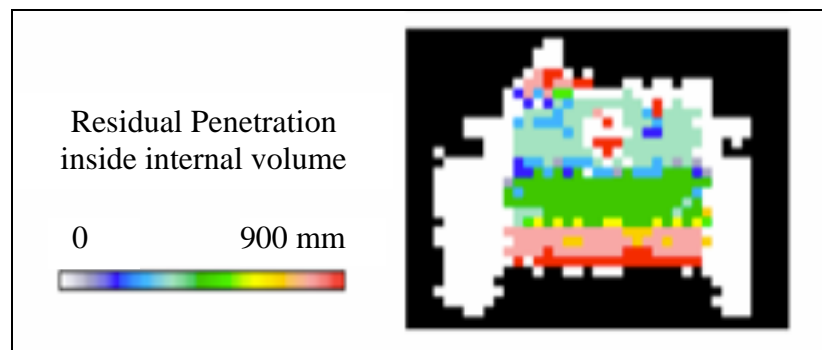 Residual Penetration
inside internal volume
0 900 mm